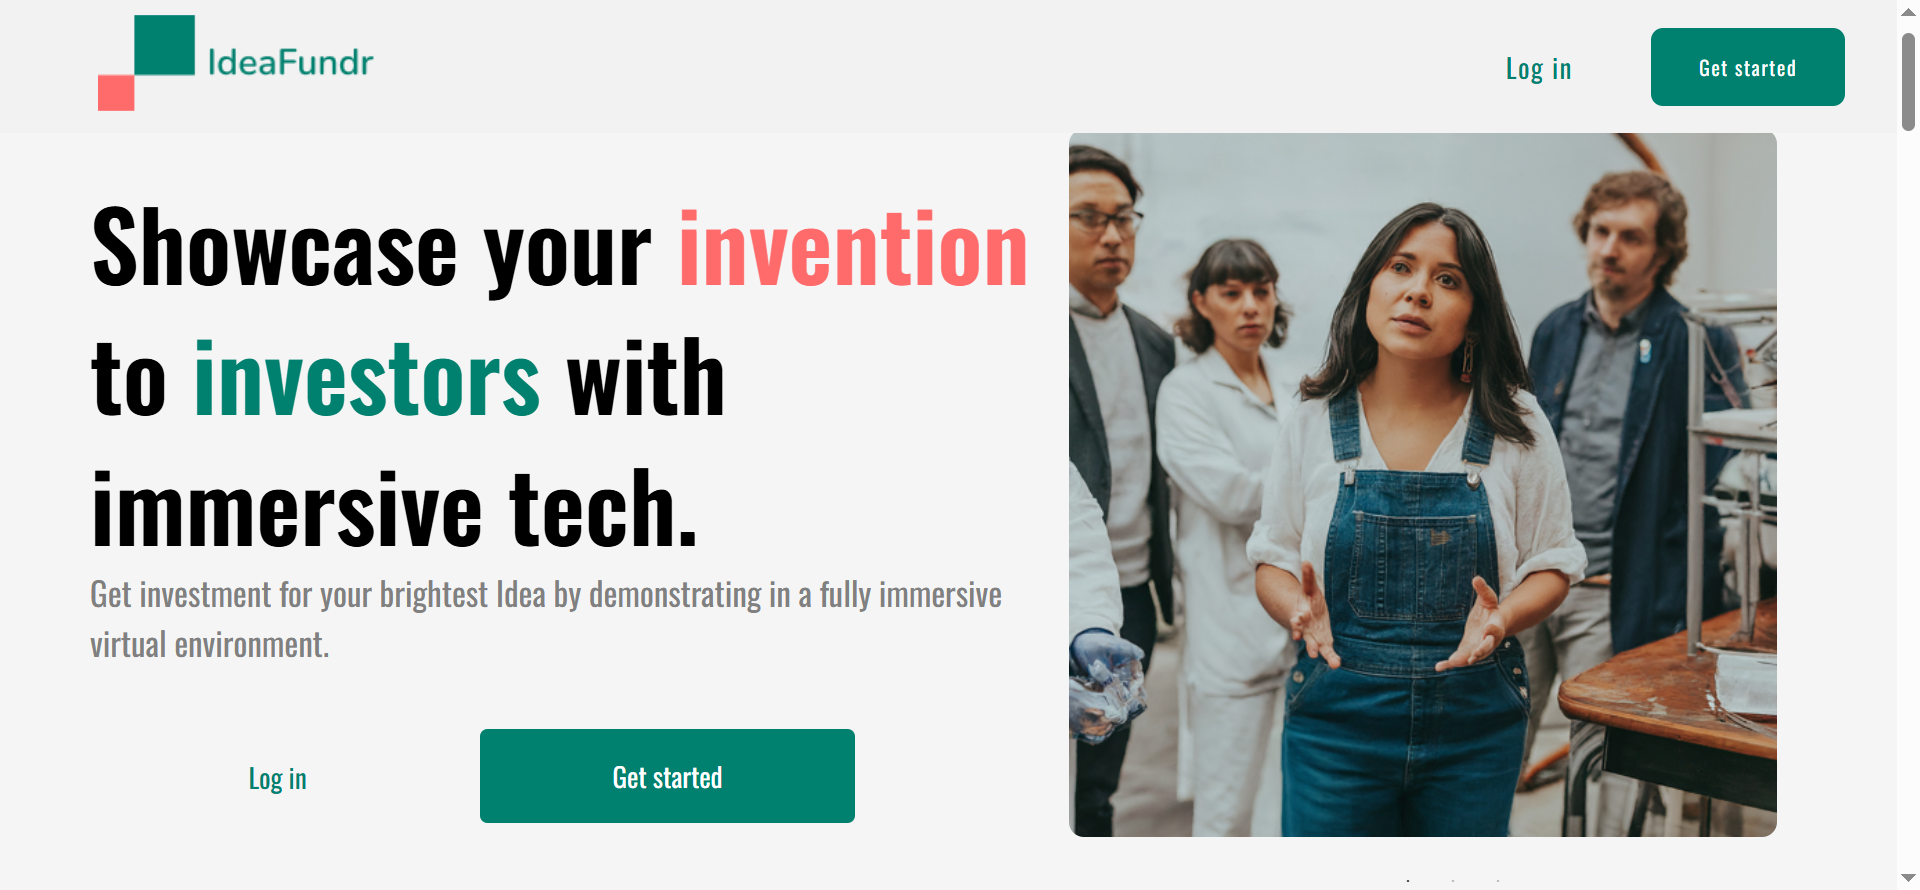 IdeaFundr
Log in
Get started
Showcase your invention
to investors with
immersive tech.
Get investment for your brightest Idea by demonstrating in a fully immersive
virtual environment.
Log in
Get started